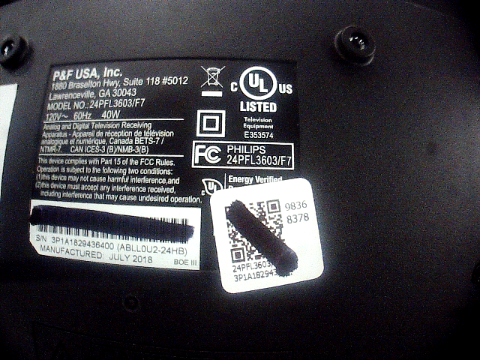 P&F USA, Inc.
1880 Braselton Hwy, Suite 118 #5012
Lawrenceville, GA 30043
MODEL NO.: 24PFL3603/F7
120V~ 60Hz 40W
Analog and Digital Television Receiving
Apparatus - Appareil de réception de télévision
analogique et numérique, Canada BETS-7 /
NTMR-7. CAN ICES-3 (B)/NMB-3(B)
This device complies with Part 15 of the FCC Rules.
Operation is subject to the following two conditions:
(1)this device may not cause harmful interference,and
(2)this device must accept any interference received,
including interference that may cause undesired operation.
S/N 3P1A1829436400 (ABLL0U2-24HB)
MANUFACTURED: JULY 2018
BOE III
C UL US
LISTED
Television
Equipment
E353574
FC PHILIPS
24PFL3603/F7
UL Energy Verified
9836
8378
24PFL3603
3P1A18294